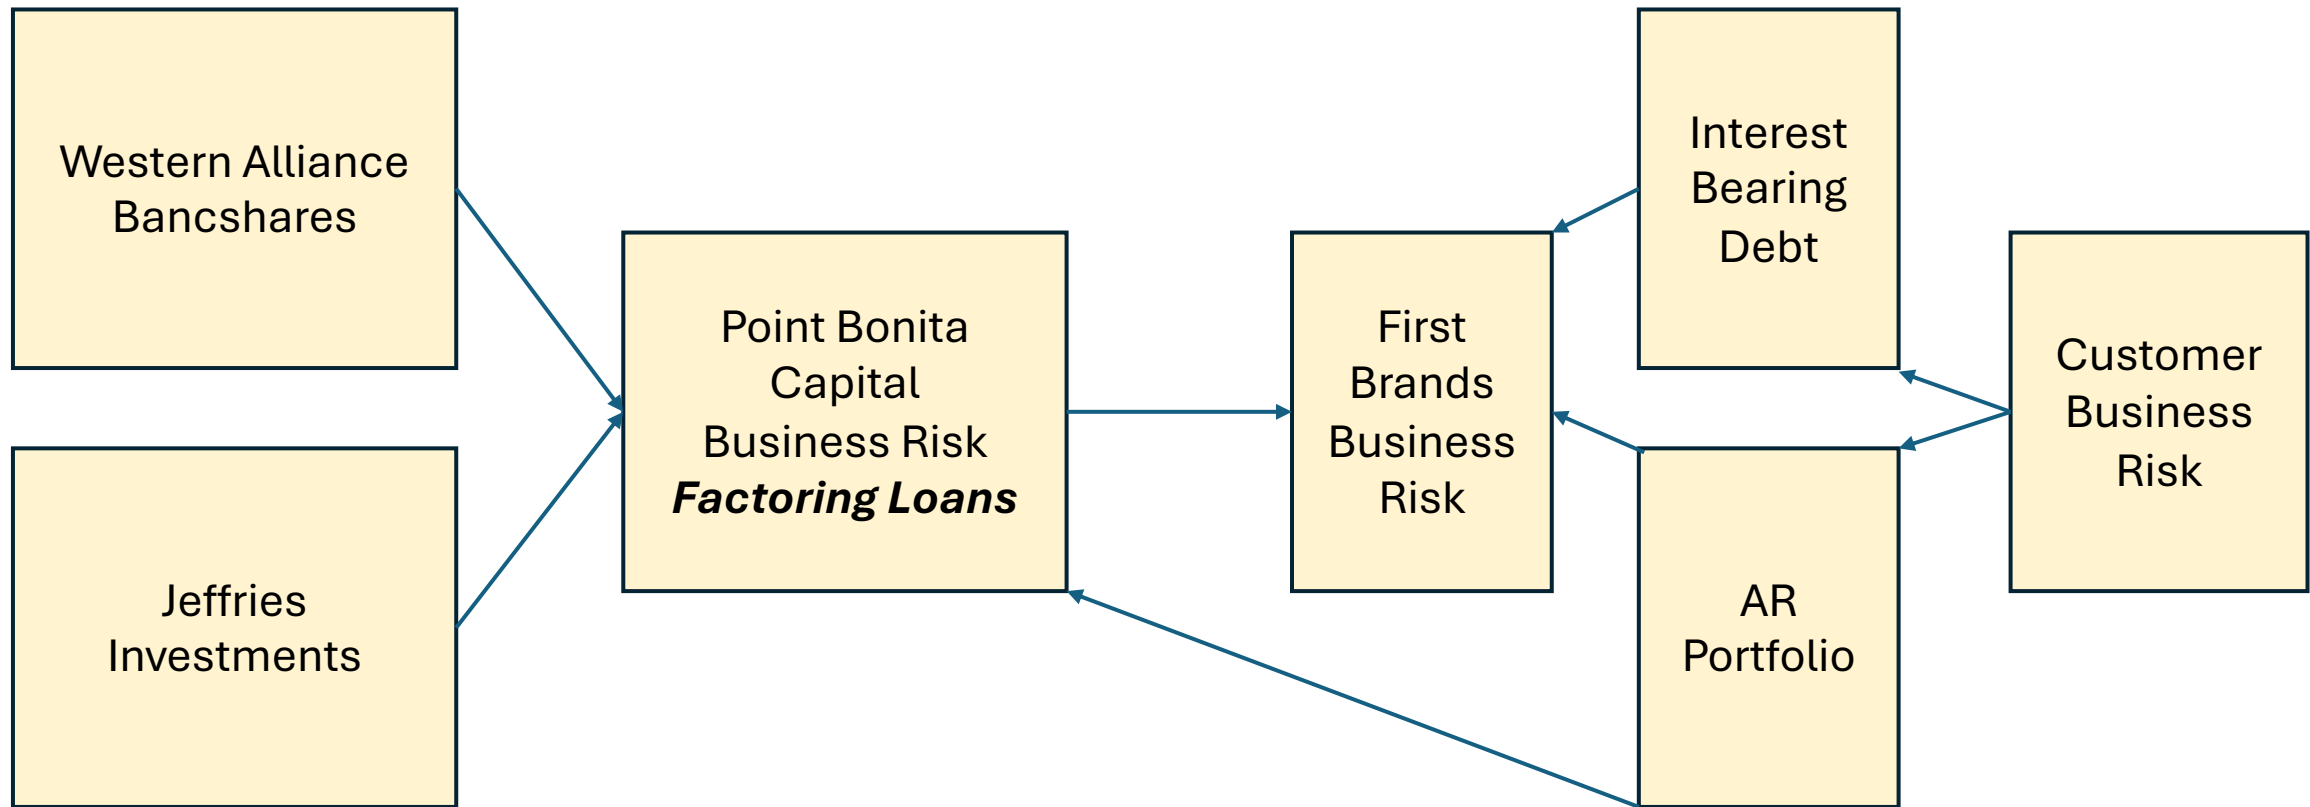 Western Alliance
Bancshares
Jeffries
Investments
Point Bonita
Capital
Business Risk
Factoring Loans
First
Brands
Business
Risk
Interest
Bearing
Debt
AR
Portfolio
Customer
Business
Risk